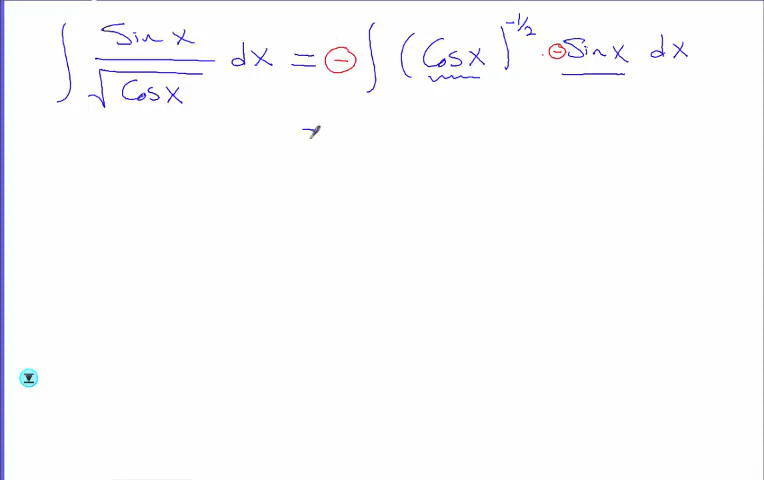 ∫ Sin x / √Cos x dx = ⊖ ∫ (Cos x)^-1/2 · ⊖ Sin x dx